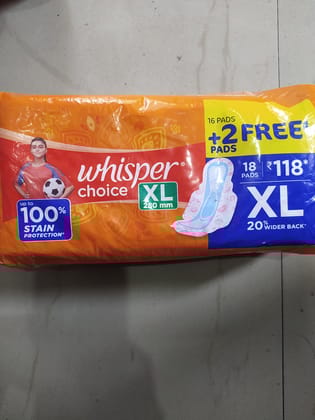 16 PADS
+2 FREE*
PADS
whisper
choice
XL
280 mm
18
PADS
₹118*
XL
20% WIDER BACK^
up to
100%
STAIN
PROTECTION*